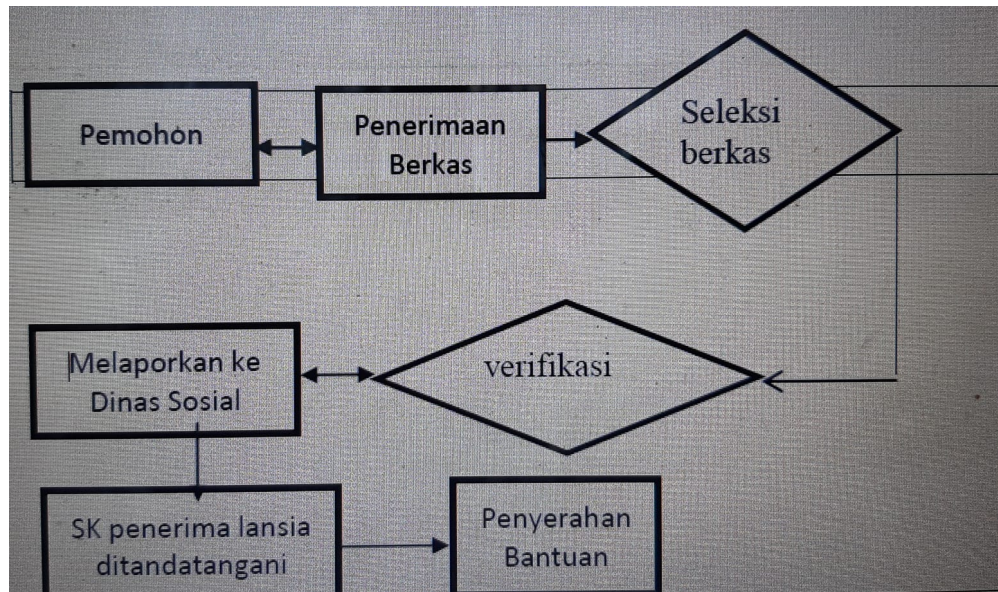 Pemohon
Penerimaan
Berkas
Seleksi
berkas
Melaporkan ke
Dinas Sosial
verifikasi
SK penerima lansia
ditandatangani
Penyerahan
Bantuan